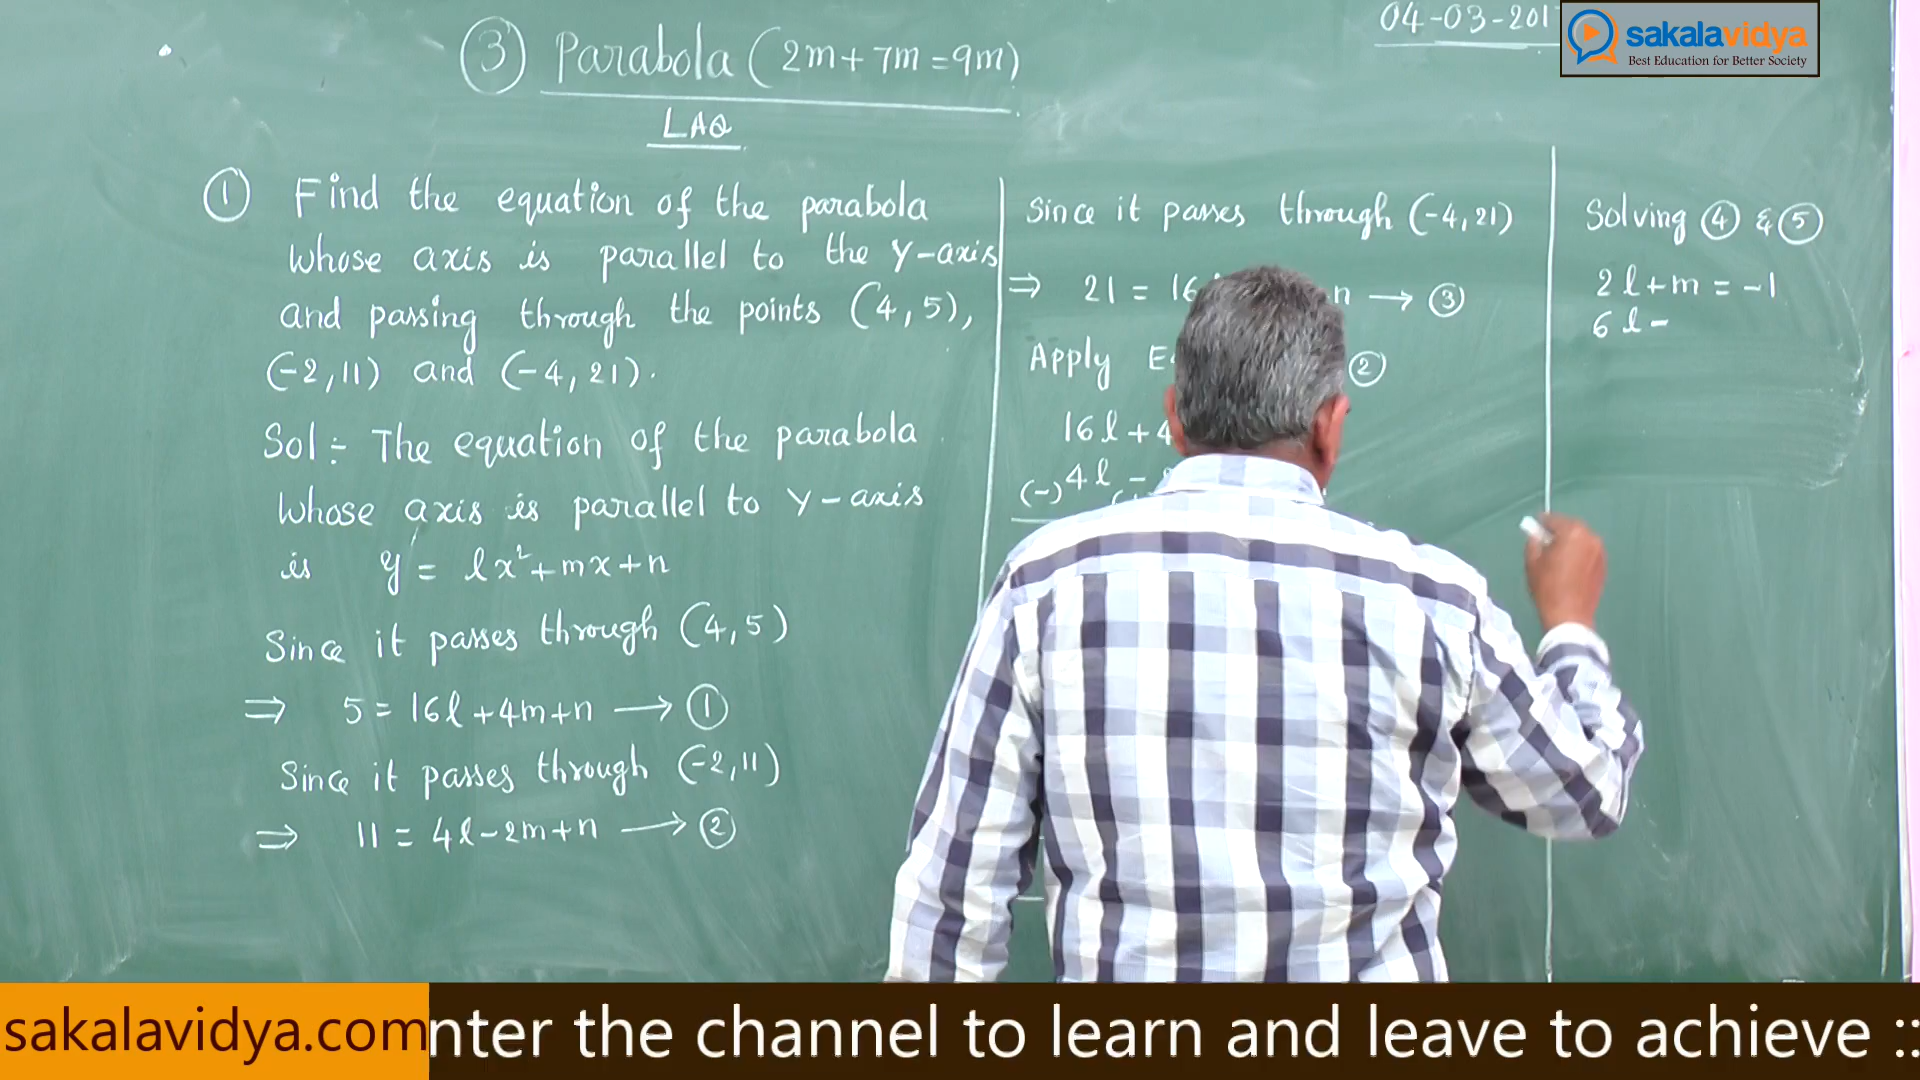 04-03-201
sakalavidya
Best Education for Better Society
③ Parabola (2m+7m=9m)
LAQ
① Find the equation of the parabola
whose axis is parallel to the Y-axis
and passing through the points (4,5),
(-2,11) and (-4,21).
Sol:- The equation of the parabola
whose axis is parallel to Y-axis
is y = lx²+mx+n
Since it passes through (4,5)
⇒ 5 = 16l+4m+n → ①
Since it passes through (-2,11)
⇒ 11 = 4l-2m+n → ②
Since it passes through (-4,21)
⇒ 21 = 16 n → ③
Apply ②
16l + 4
(-) 4l -
Solving ④ & ⑤
2l+m = -1
6l -
sakalavidya.com
nter the channel to learn and leave to achieve ::